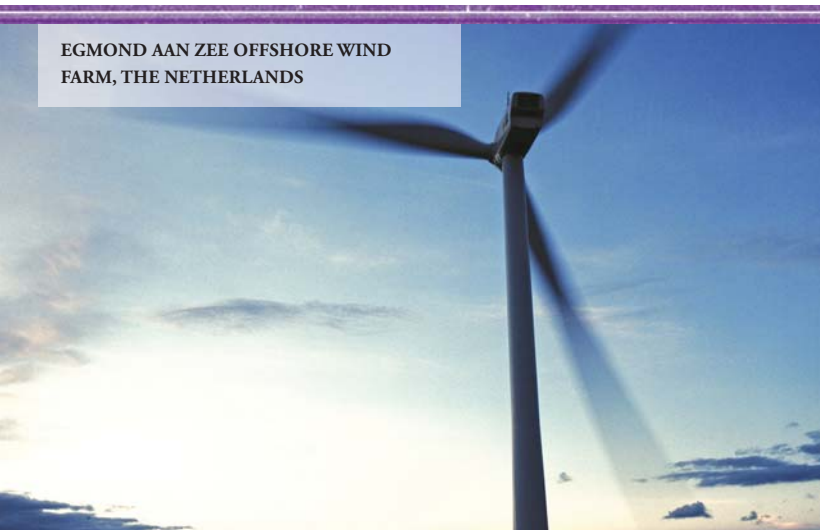 EGMOND AAN ZEE OFFSHORE WIND
FARM, THE NETHERLANDS